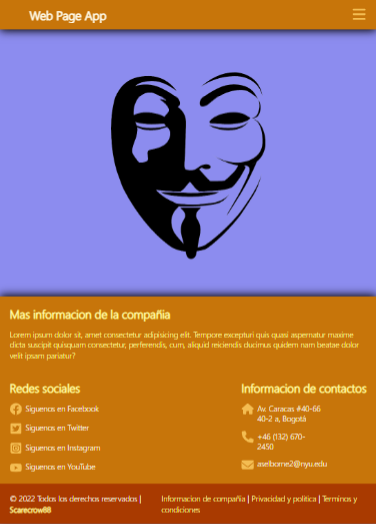 Web Page App
Mas informacion de la compañia
Lorem ipsum dolor sit, amet consectetur adipisicing elit. Tempore excepturi quis quasi aspernatur maxime
dicta suscipit quisquam consectetur, perferendis, cum, aliquid reiciendis ducimus quidem nam beatae dolor
velit ipsam pariatur?
Redes sociales
Siguenos en Facebook
Siguenos en Twitter
Siguenos en Instagram
Siguenos en YouTube
Informacion de contactos
Av. Caracas #40-66
40-2 a, Bogotá
+46 (132) 670-
2450
aselborne2@nyu.edu
© 2022 Todos los derechos reservados |
Scarecrow88
Informacion de compañia | Privacidad y politica | Terminos y
condiciones